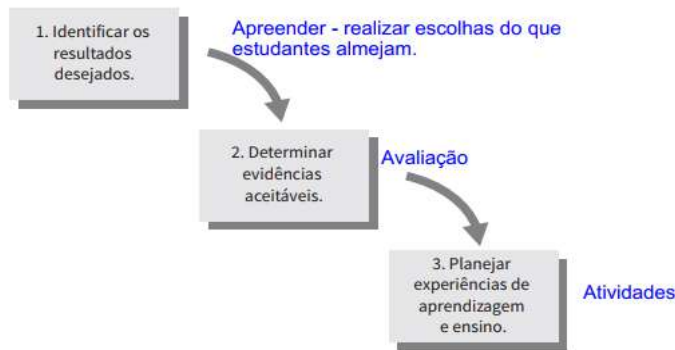 1. Identificar os
resultados
desejados.
Apreender - realizar escolhas do que
estudantes almejam.
2. Determinar
evidências
aceitáveis.
Avaliação
3. Planejar
experiências de
aprendizagem
e ensino.
Atividades